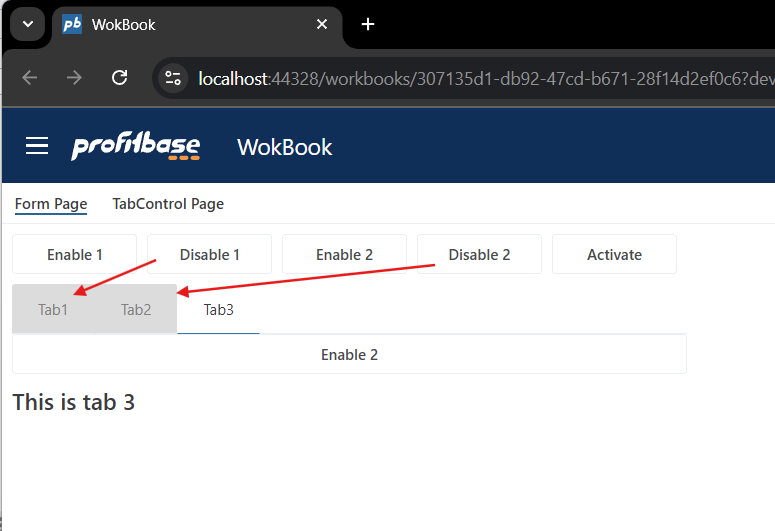 pb WokBook
localhost:44328/workbooks/307135d1-db92-47cd-b671-28f14d2ef0c6?dev
profitbase WokBook
Form Page TabControl Page
Enable 1 Disable 1 Enable 2 Disable 2 Activate
Tab1 Tab2 Tab3
Enable 2
This is tab 3